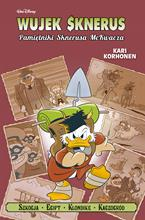 Walt Disney
WUJEK SKNERUS
Pamiętniki Sknerusa McKwacza
KARI
KORHONEN
SZKOCJA • EGIPT • KLONDIKE • KACZOGRÓD